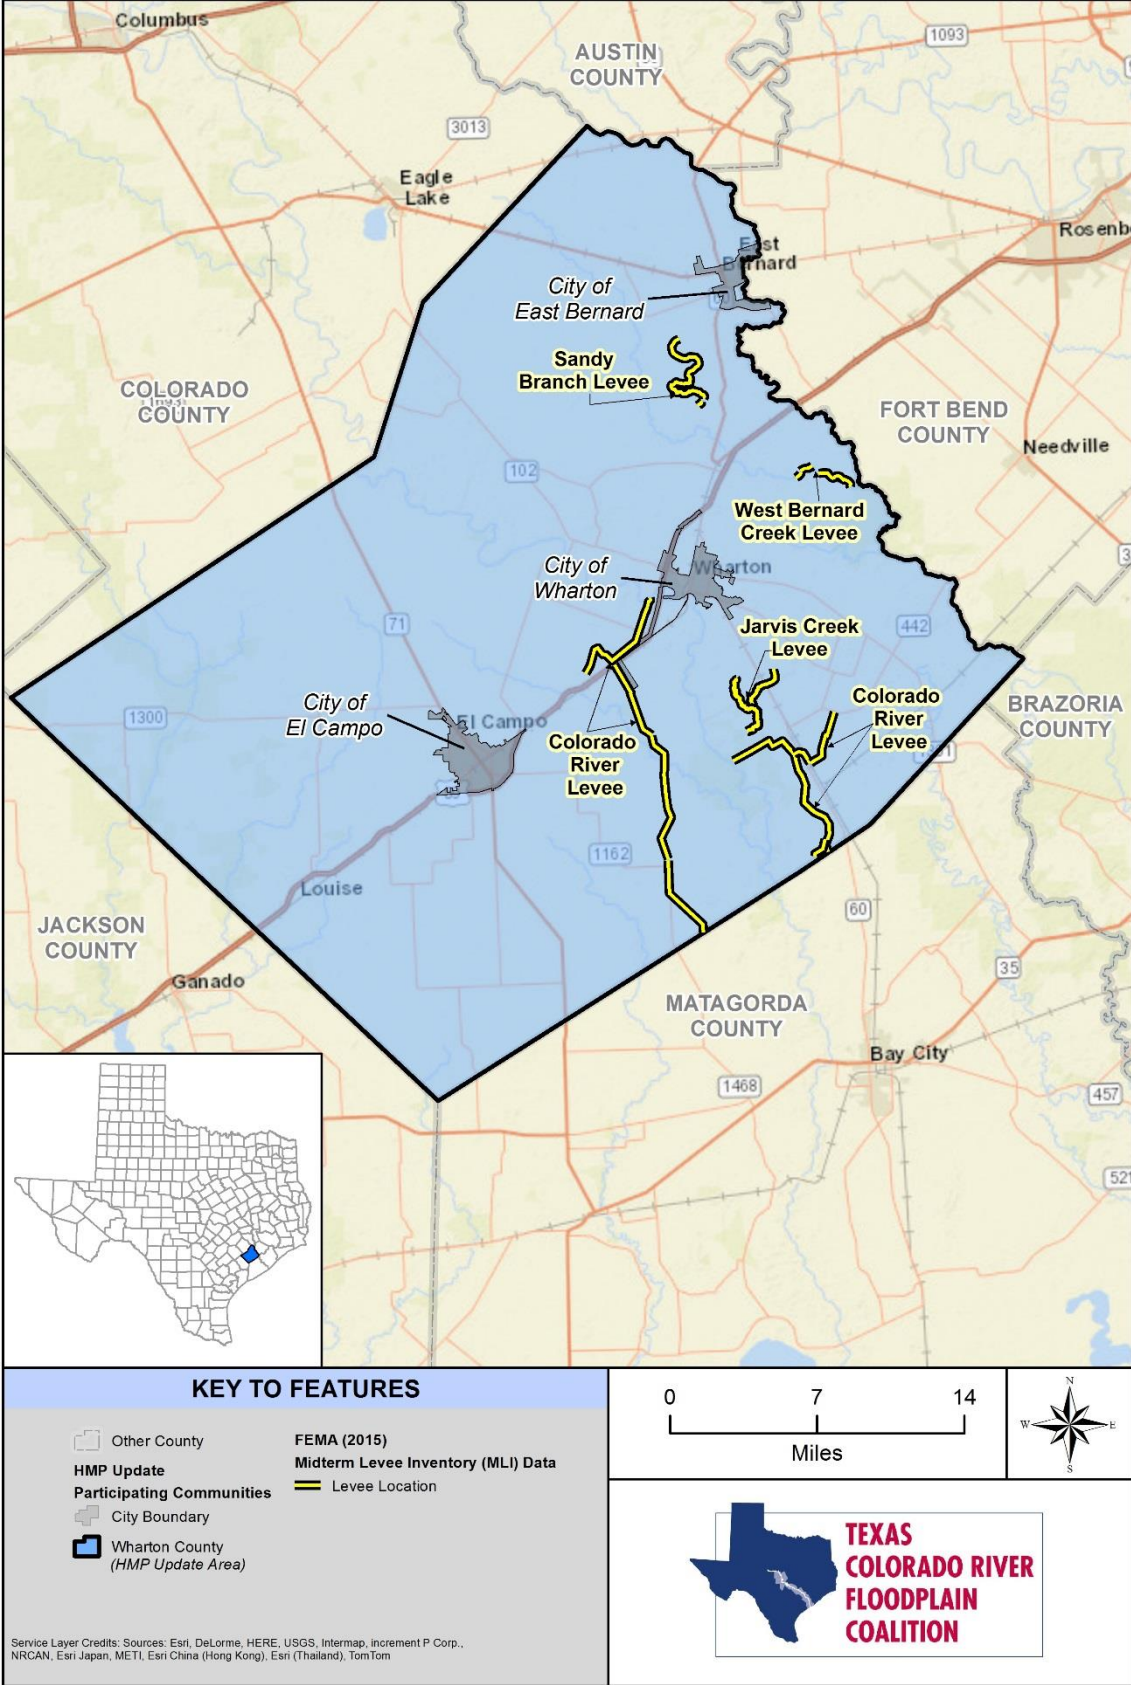 Columbus
AUSTIN
COUNTY
1093
3013
Eagle
Lake
Rosenb
East
Bernard
City of
East Bernard
Sandy
Branch Levee
COLORADO
COUNTY
FORT BEND
COUNTY
Needville
102
West Bernard
Creek Levee
City of
Wharton
Wharton
71
Jarvis Creek
Levee
442
City of
El Campo
El Campo
1300
Colorado
River
Levee
Colorado
River
Levee
BRAZORIA
COUNTY
1162
Louise
JACKSON
COUNTY
60
35
Ganado
MATAGORDA
COUNTY
Bay City
1468
457
521
KEY TO FEATURES
Other County
HMP Update
Participating Communities
City Boundary
Wharton County
(HMP Update Area)
FEMA (2015)
Midterm Levee Inventory (MLI) Data
Levee Location
Service Layer Credits: Sources: Esri, DeLorme, HERE, USGS, Intermap, increment P Corp.,
NRCAN, Esri Japan, METI, Esri China (Hong Kong), Esri (Thailand), TomTom
0 7 14
Miles
N
W E
S
TEXAS
COLORADO RIVER
FLOODPLAIN
COALITION